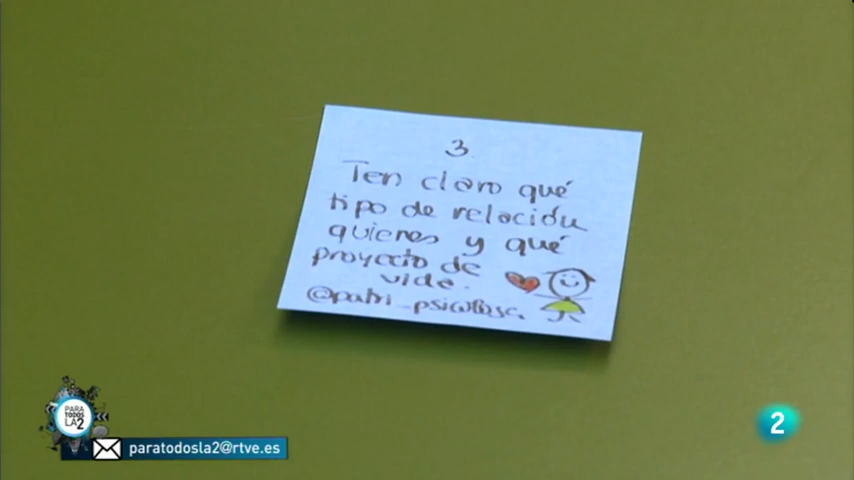 3
Ten claro qué
tipo de relación
quieres y qué
proyecto de
vida.
@patri_psicologa
PARA
TODOS
LA2
paratodosla2@rtve.es
2